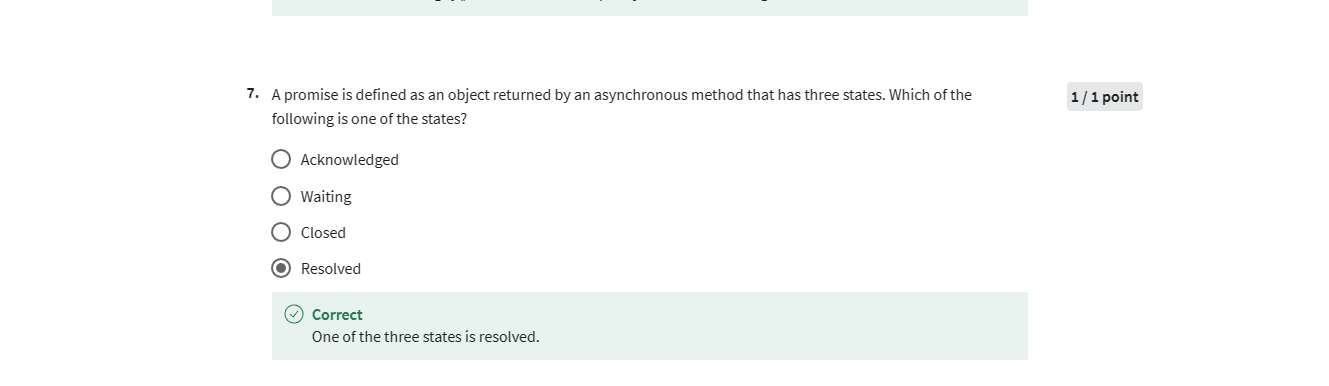 7. A promise is defined as an object returned by an asynchronous method that has three states. Which of the
following is one of the states?
1 / 1 point
Acknowledged
Waiting
Closed
Resolved
Correct
One of the three states is resolved.